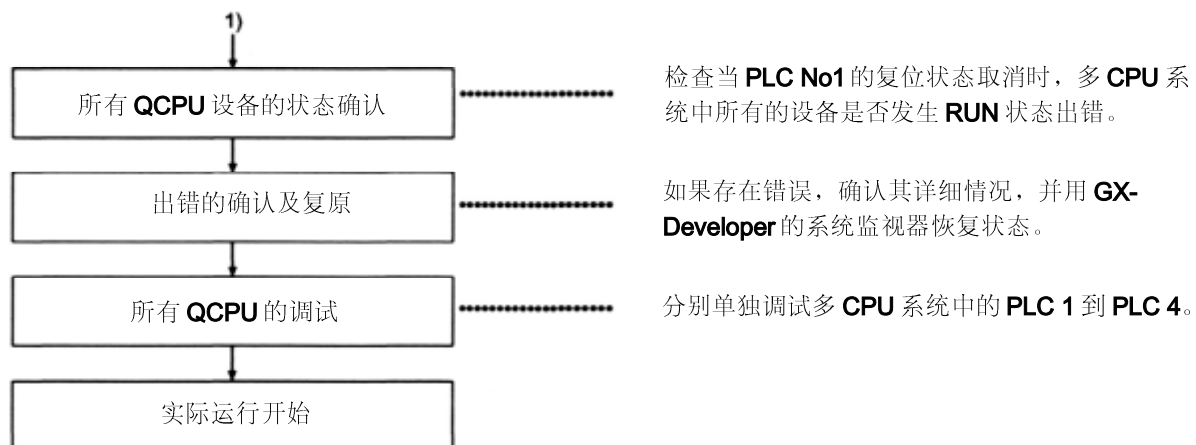 1)
所有 QCPU 设备的状态确认
检查当 PLC No1 的复位状态取消时，多 CPU 系
统中所有的设备是否发生 RUN 状态出错。
出错的确认及复原
如果存在错误，确认其详细情况，并用 GX-
Developer 的系统监视器恢复状态。
所有 QCPU 的调试
分别单独调试多 CPU 系统中的 PLC 1 到 PLC 4。
实际运行开始